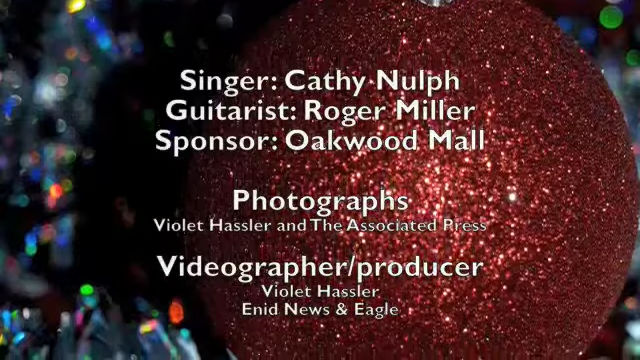 Singer: Cathy Nulph
Guitarist: Roger Miller
Sponsor: Oakwood Mall
Photographs
Violet Hassler and The Associated Press
Videographer/producer
Violet Hassler
Enid News & Eagle